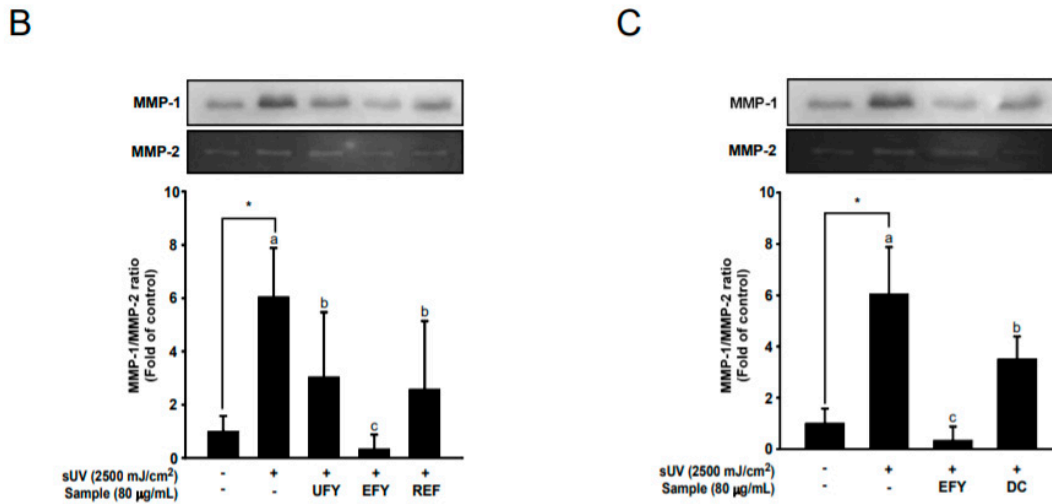 B
MMP-1
MMP-2
10
8
6
4
2
0
MMP-1/MMP-2 ratio
(Fold of control)
*
a
b
c
b
- + + + +
sUV (2500 mJ/cm²)
- - UFY EFY REF
Sample (80 μg/mL)
C
MMP-1
MMP-2
10
8
6
4
2
0
MMP-1/MMP-2 ratio
(Fold of control)
*
a
c
b
- + + +
sUV (2500 mJ/cm²)
- - EFY DC
Sample (80 μg/mL)